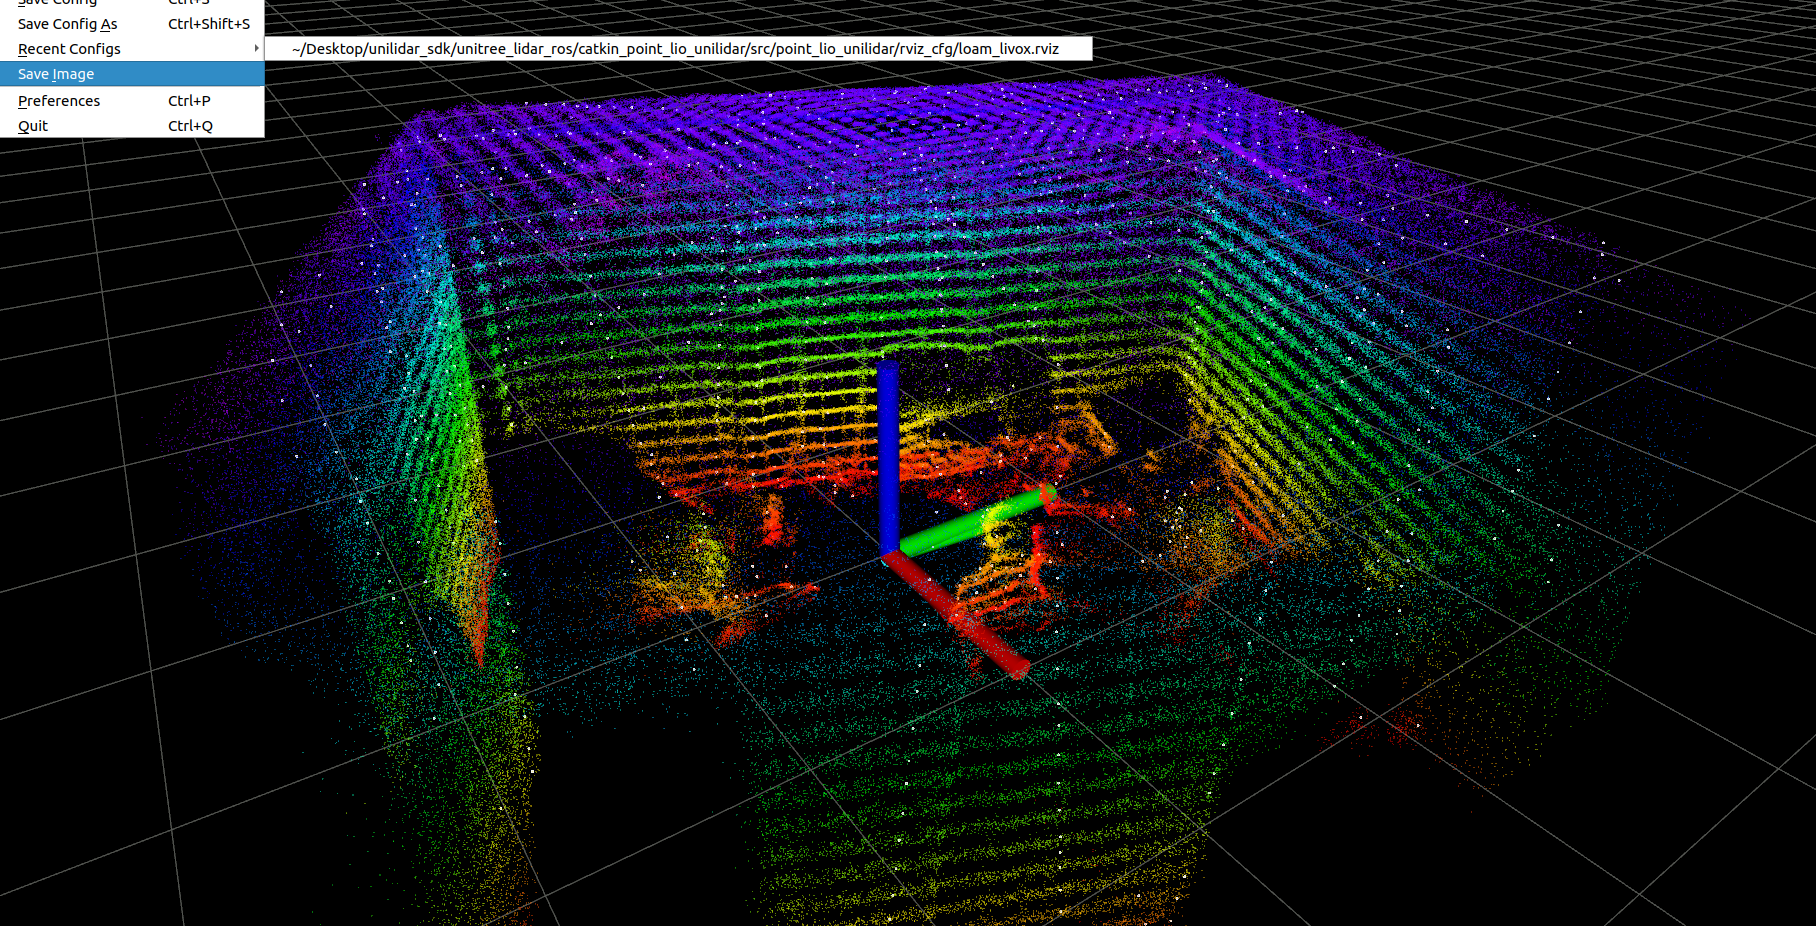 Save Config Ctrl+S
Save Config As Ctrl+Shift+S
Recent Configs ~/Desktop/unilidar_sdk/unitree_lidar_ros/catkin_point_lio_unilidar/src/point_lio_unilidar/rviz_cfg/loam_livox.rviz
Save Image
Preferences Ctrl+P
Quit Ctrl+Q